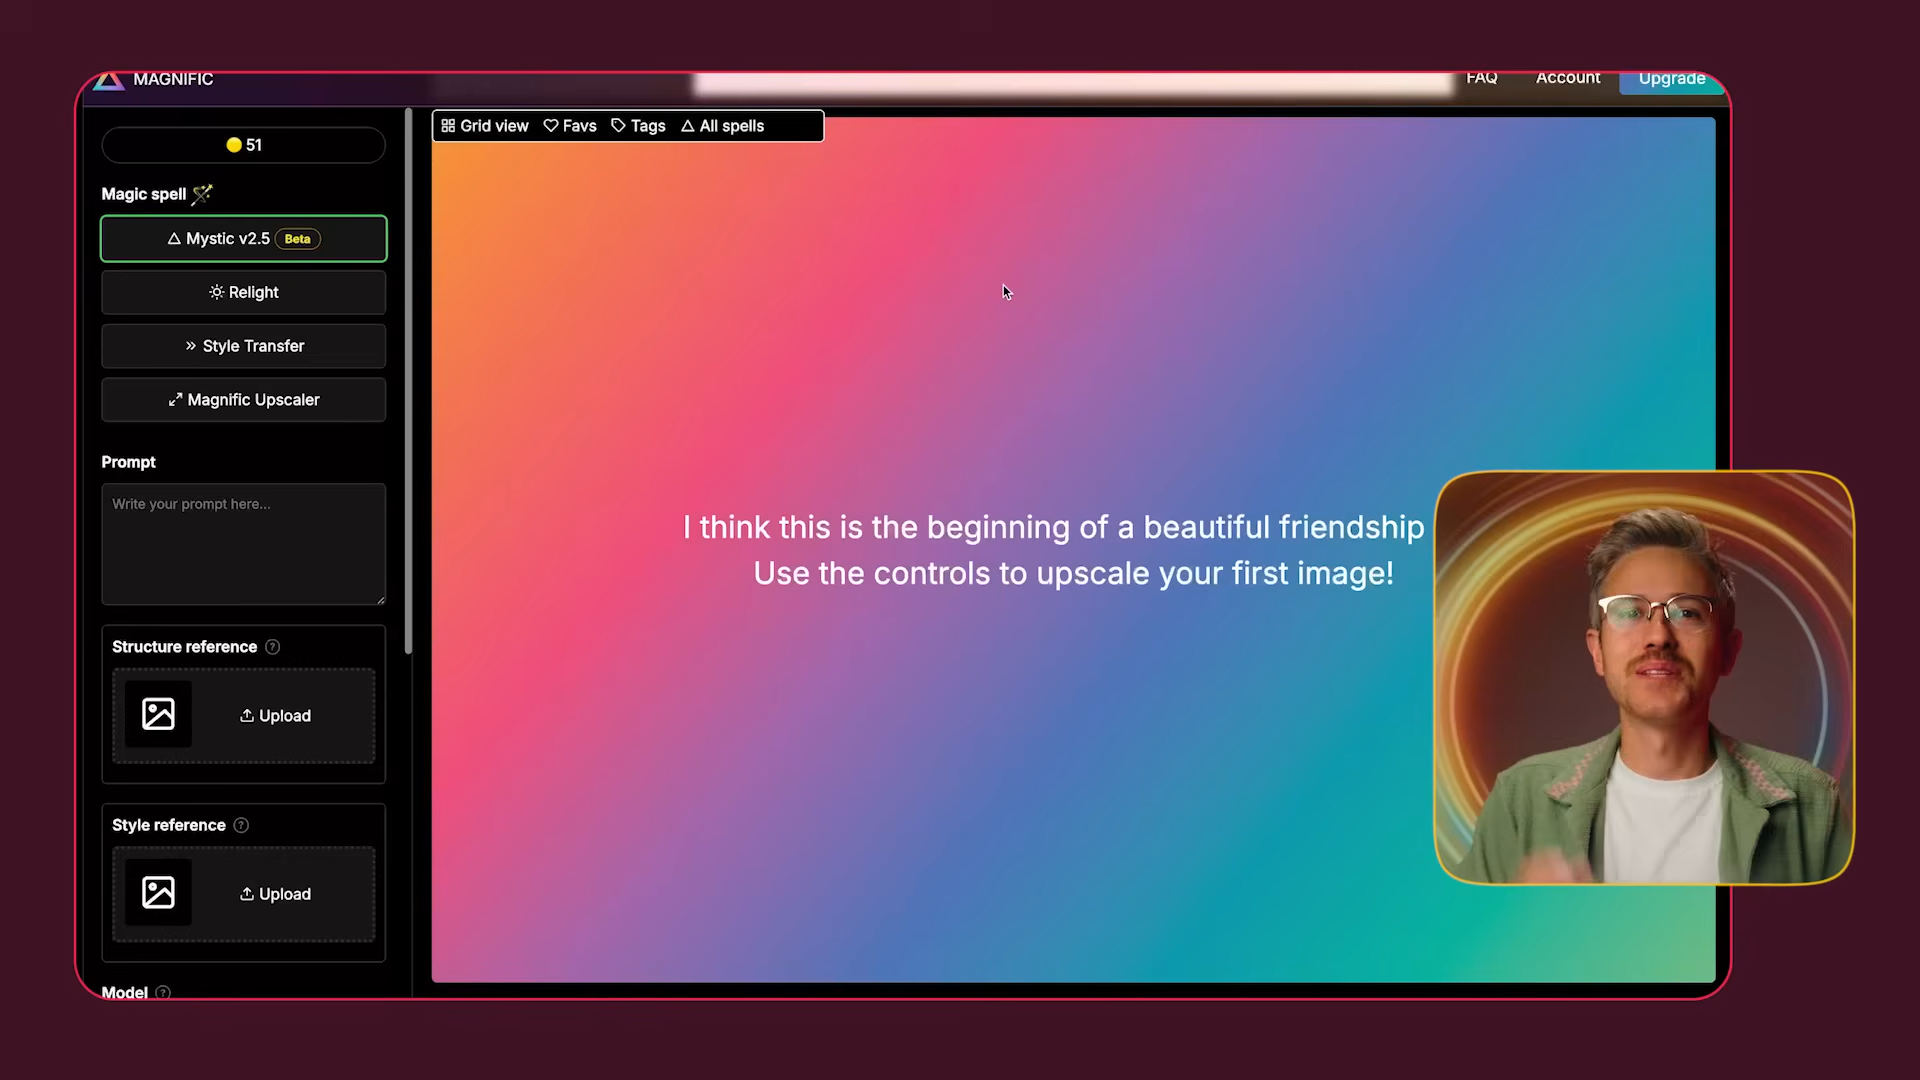 MAGNIFIC
FAQ Account Upgrade
51
Grid view Favs Tags All spells
Magic spell
Mystic v2.5 Beta
Relight
Style Transfer
Magnific Upscaler
Prompt
Write your prompt here...
Structure reference ?
Upload
Style reference ?
Upload
Model ?
I think this is the beginning of a beautiful friendship
Use the controls to upscale your first image!